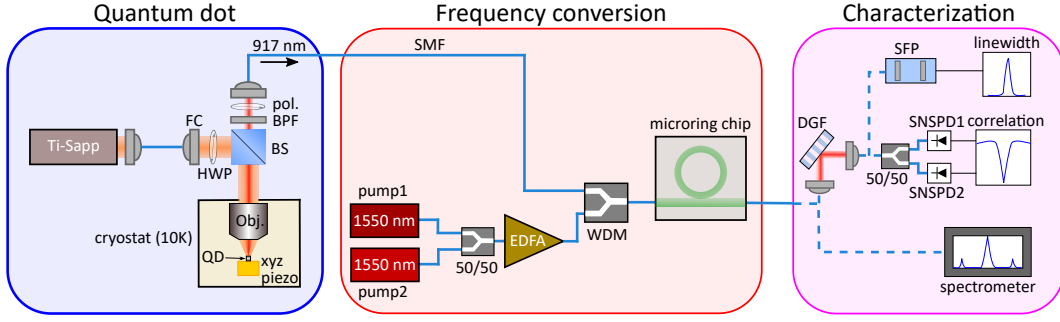 Quantum dot
Frequency conversion
Characterization
917 nm
SMF
pol.
BPF
FC
Ti-Sapp
HWP
BS
Obj.
cryostat (10K)
QD
xyz
piezo
pump1
1550 nm
1550 nm
pump2
50/50
EDFA
WDM
microring chip
SFP
linewidth
DGF
SNSPD1
correlation
50/50
SNSPD2
spectrometer